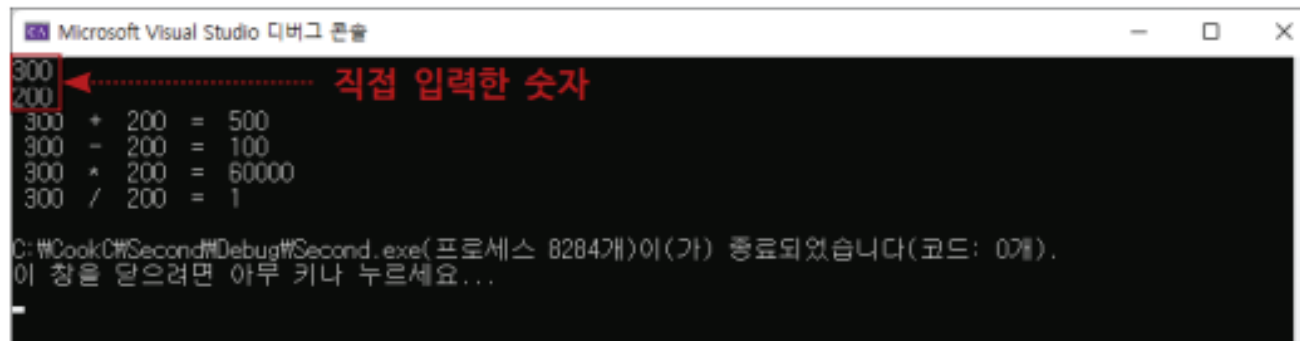 Microsoft Visual Studio 디버그 콘솔
300
직접 입력한 숫자
200
300 + 200 = 500
300 - 200 = 100
300 * 200 = 60000
300 / 200 = 1
C:₩CookC₩Second₩Debug₩Second.exe(프로세스 8284개)이(가) 종료되었습니다(코드: 0개).
이 창을 닫으려면 아무 키나 누르세요...